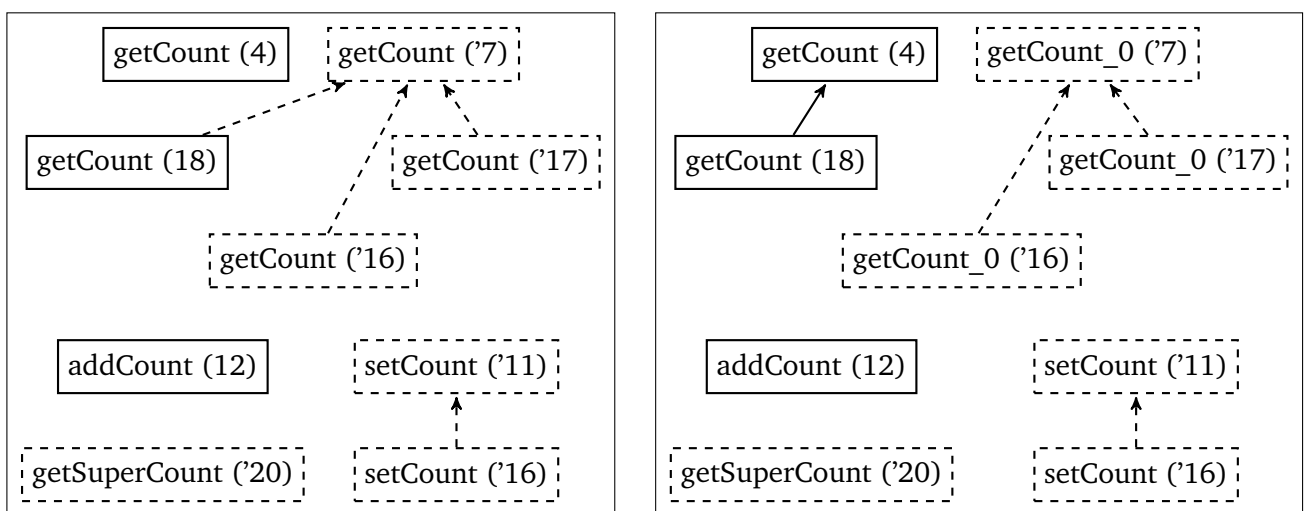 getCount (4)
getCount (’7)
getCount (18)
getCount (’17)
getCount (’16)
addCount (12)
setCount (’11)
getSuperCount (’20)
setCount (’16)
getCount (4)
getCount_0 (’7)
getCount (18)
getCount_0 (’17)
getCount_0 (’16)
addCount (12)
setCount (’11)
getSuperCount (’20)
setCount (’16)